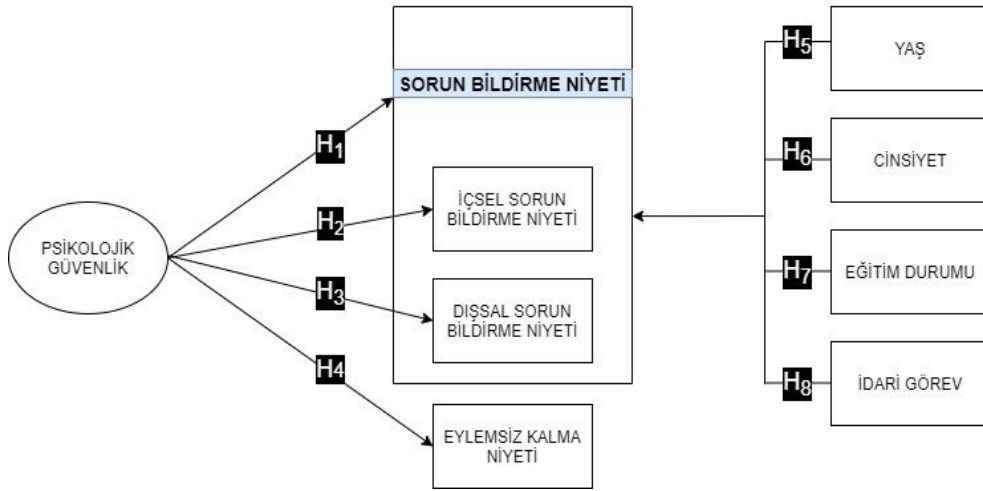 PSİKOLOJİK
GÜVENLİK
H1
H2
H3
H4
SORUN BİLDİRME NİYETİ
İÇSEL SORUN
BİLDİRME NİYETİ
DIŞSAL SORUN
BİLDİRME NİYETİ
EYLEMSİZ KALMA
NİYETİ
H5
YAŞ
H6
CİNSİYET
H7
EĞİTİM DURUMU
H8
İDARİ GÖREV